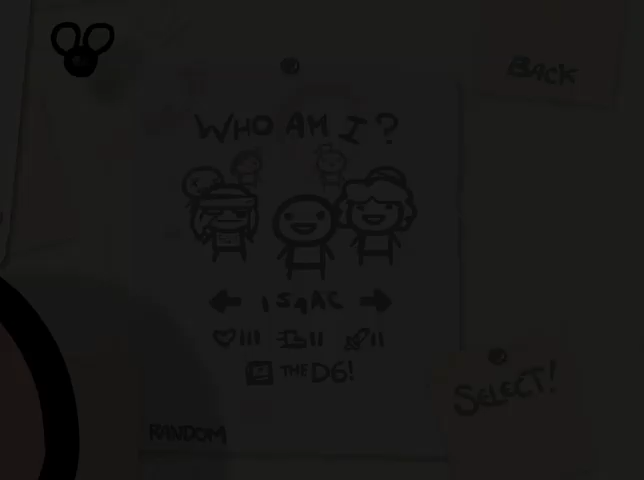 BACK
WHO AM I?
ISAAC
THE D6!
SELECT!
RANDOM